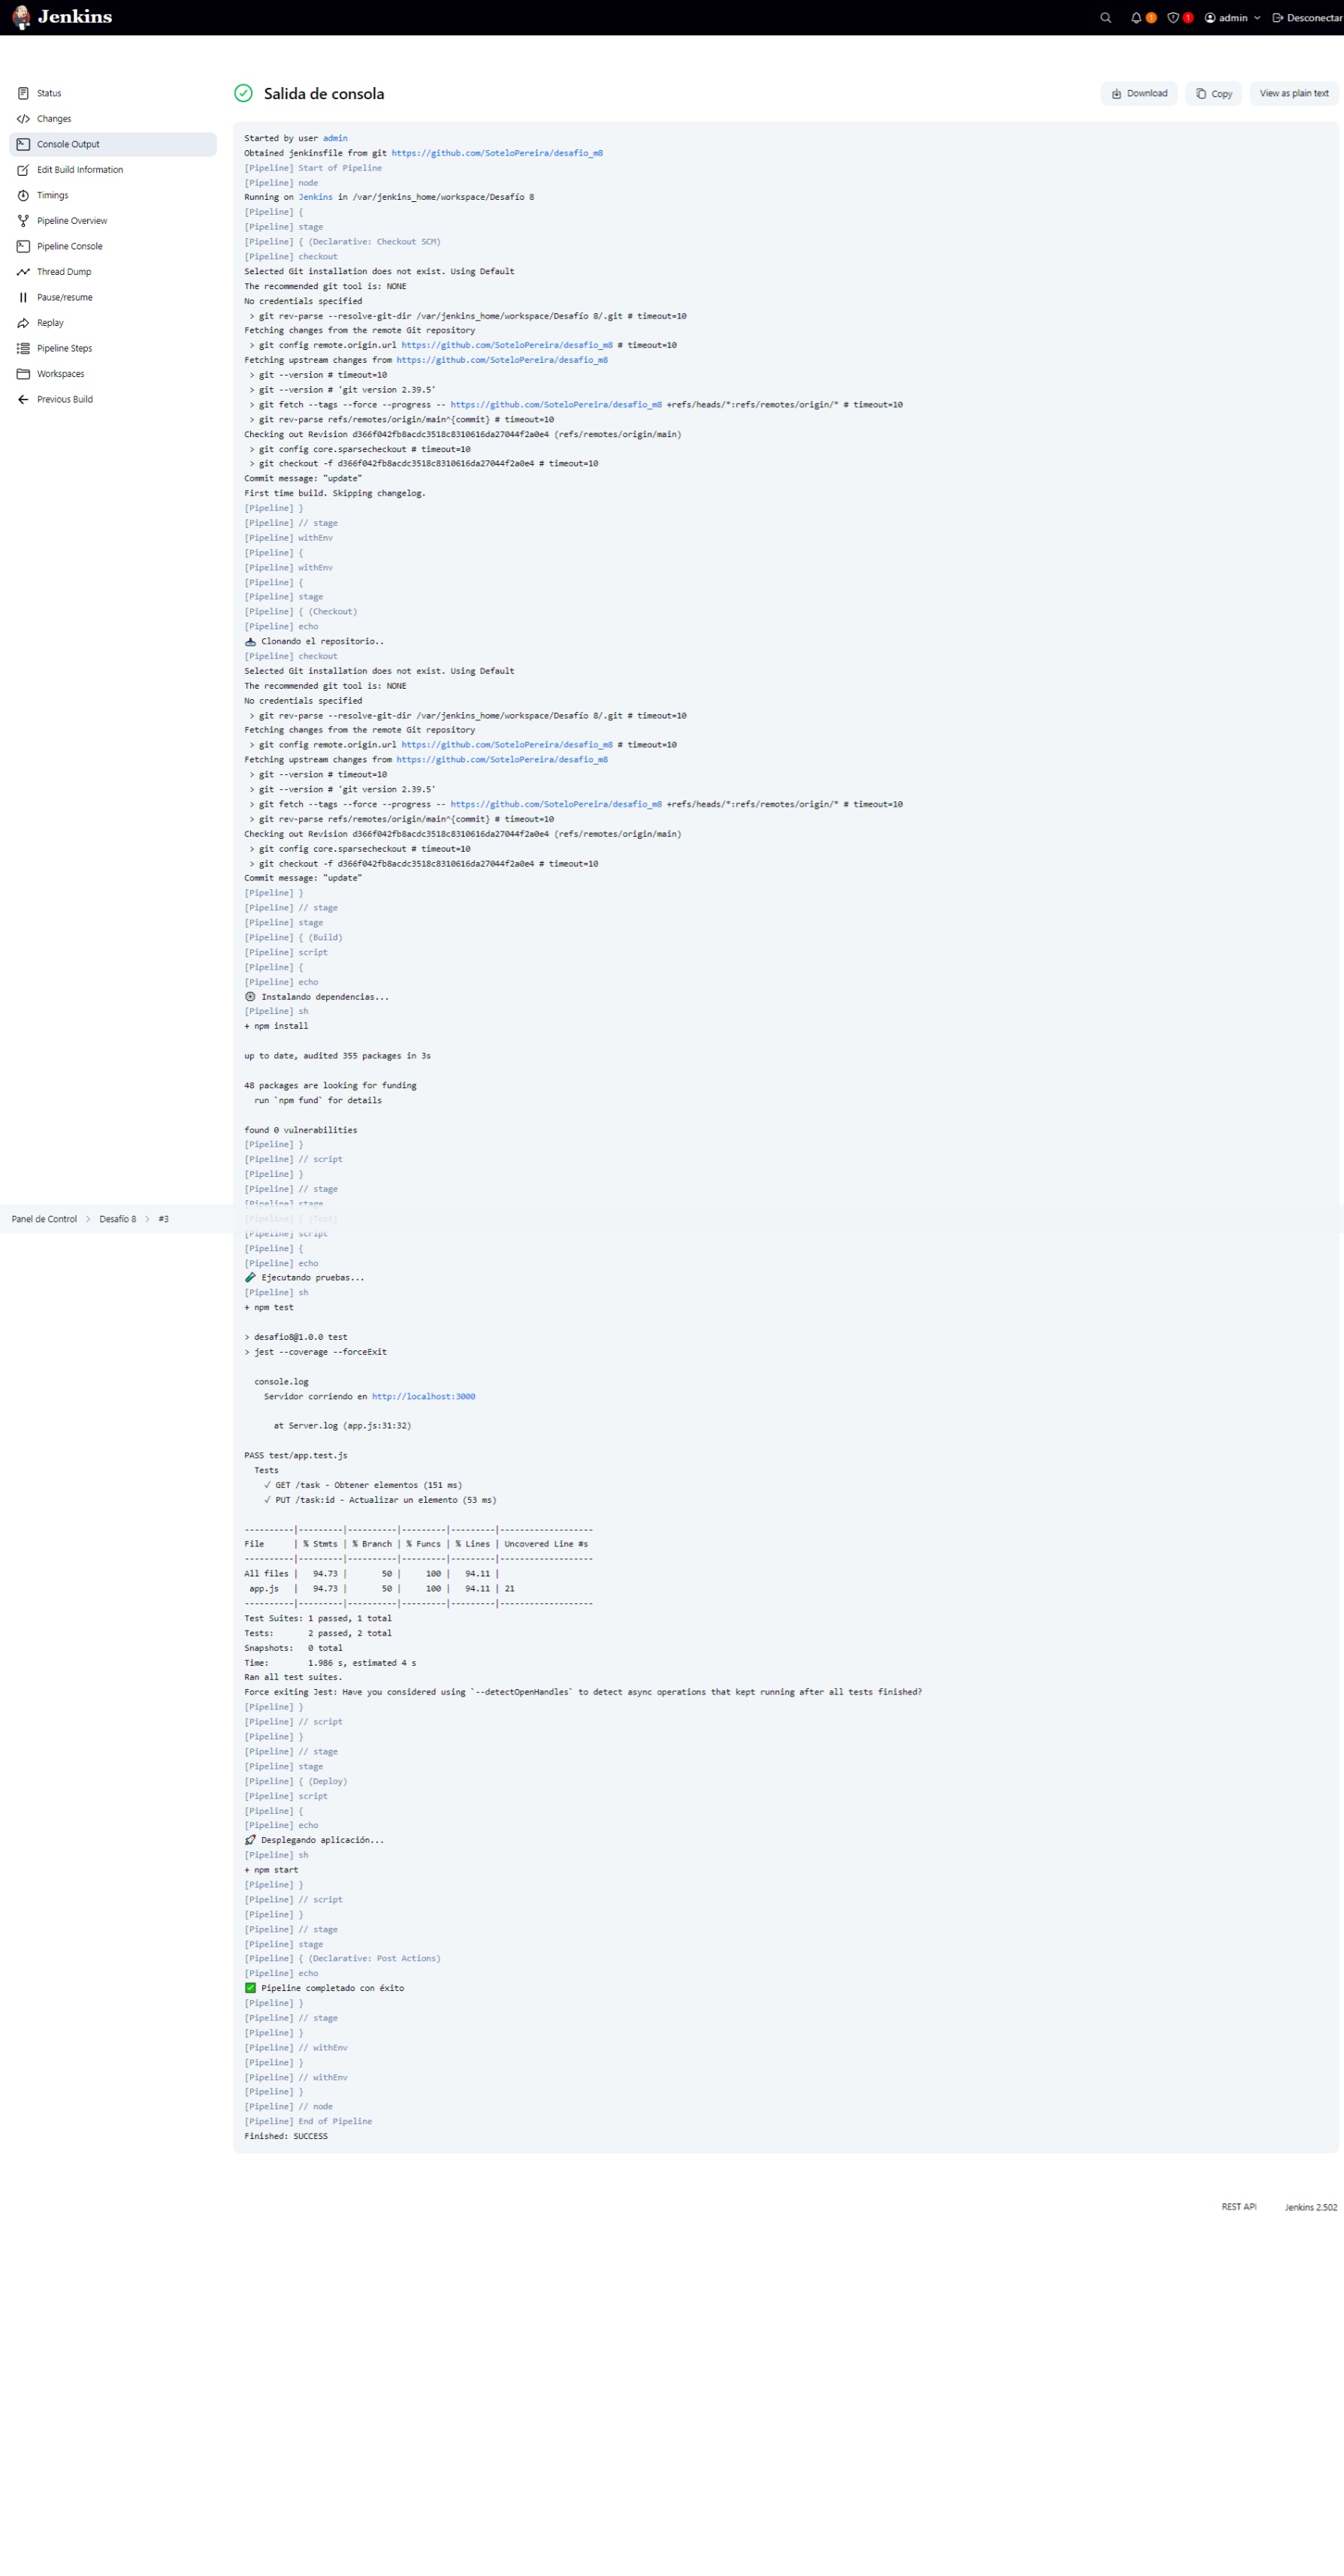 Jenkins
1
1
admin
Desconectar
Status
Changes
Console Output
Edit Build Information
Timings
Pipeline Overview
Pipeline Console
Thread Dump
Pause/resume
Replay
Pipeline Steps
Workspaces
Previous Build
Salida de consola
Download
Copy
View as plain text
Started by user admin
Obtained jenkinsfile from git https://github.com/SoteloPereira/desafio_m8
[Pipeline] Start of Pipeline
[Pipeline] node
Running on Jenkins in /var/jenkins_home/workspace/Desafío 8
[Pipeline] {
[Pipeline] stage
[Pipeline] { (Declarative: Checkout SCM)
[Pipeline] checkout
Selected Git installation does not exist. Using Default
The recommended git tool is: NONE
No credentials specified
 > git rev-parse --resolve-git-dir /var/jenkins_home/workspace/Desafío 8/.git # timeout=10
Fetching changes from the remote Git repository
 > git config remote.origin.url https://github.com/SoteloPereira/desafio_m8 # timeout=10
Fetching upstream changes from https://github.com/SoteloPereira/desafio_m8
 > git --version # timeout=10
 > git --version # 'git version 2.39.5'
 > git fetch --tags --force --progress -- https://github.com/SoteloPereira/desafio_m8 +refs/heads/*:refs/remotes/origin/* # timeout=10
 > git rev-parse refs/remotes/origin/main^{commit} # timeout=10
Checking out Revision d366f042fb8acdc3518c8310616da27044f2a0e4 (refs/remotes/origin/main)
 > git config core.sparsecheckout # timeout=10
 > git checkout -f d366f042fb8acdc3518c8310616da27044f2a0e4 # timeout=10
Commit message: "update"
First time build. Skipping changelog.
[Pipeline] }
[Pipeline] // stage
[Pipeline] withEnv
[Pipeline] {
[Pipeline] withEnv
[Pipeline] {
[Pipeline] stage
[Pipeline] { (Checkout)
[Pipeline] echo
📥 Clonando el repositorio..
[Pipeline] checkout
Selected Git installation does not exist. Using Default
The recommended git tool is: NONE
No credentials specified
 > git rev-parse --resolve-git-dir /var/jenkins_home/workspace/Desafío 8/.git # timeout=10
Fetching changes from the remote Git repository
 > git config remote.origin.url https://github.com/SoteloPereira/desafio_m8 # timeout=10
Fetching upstream changes from https://github.com/SoteloPereira/desafio_m8
 > git --version # timeout=10
 > git --version # 'git version 2.39.5'
 > git fetch --tags --force --progress -- https://github.com/SoteloPereira/desafio_m8 +refs/heads/*:refs/remotes/origin/* # timeout=10
 > git rev-parse refs/remotes/origin/main^{commit} # timeout=10
Checking out Revision d366f042fb8acdc3518c8310616da27044f2a0e4 (refs/remotes/origin/main)
 > git config core.sparsecheckout # timeout=10
 > git checkout -f d366f042fb8acdc3518c8310616da27044f2a0e4 # timeout=10
Commit message: "update"
[Pipeline] }
[Pipeline] // stage
[Pipeline] stage
[Pipeline] { (Build)
[Pipeline] script
[Pipeline] {
[Pipeline] echo
⚙️ Instalando dependencias...
[Pipeline] sh
+ npm install
up to date, audited 355 packages in 3s
48 packages are looking for funding
  run `npm fund` for details
found 0 vulnerabilities
[Pipeline] }
[Pipeline] // script
[Pipeline] }
[Pipeline] // stage
[Pipeline] stage
Panel de Control > Desafío 8 > #3
[Pipeline] { (Test)
[Pipeline] script
[Pipeline] {
[Pipeline] echo
🧪 Ejecutando pruebas...
[Pipeline] sh
+ npm test
> desafio8@1.0.0 test
> jest --coverage --forceExit
  console.log
    Servidor corriendo en http://localhost:3000
      at Server.log (app.js:31:32)
PASS test/app.test.js
  Tests
    √ GET /task - Obtener elementos (151 ms)
    √ PUT /task:id - Actualizar un elemento (53 ms)
----------|---------|----------|---------|---------|-------------------
File      | % Stmts | % Branch | % Funcs | % Lines | Uncovered Line #s
----------|---------|----------|---------|---------|-------------------
All files |   94.73 |       50 |     100 |   94.11 |
 app.js   |   94.73 |       50 |     100 |   94.11 | 21
----------|---------|----------|---------|---------|-------------------
Test Suites: 1 passed, 1 total
Tests:       2 passed, 2 total
Snapshots:   0 total
Time:        1.986 s, estimated 4 s
Ran all test suites.
Force exiting Jest: Have you considered using `--detectOpenHandles` to detect async operations that kept running after all tests finished?
[Pipeline] }
[Pipeline] // script
[Pipeline] }
[Pipeline] // stage
[Pipeline] stage
[Pipeline] { (Deploy)
[Pipeline] script
[Pipeline] {
[Pipeline] echo
🚀 Desplegando aplicación...
[Pipeline] sh
+ npm start
[Pipeline] }
[Pipeline] // script
[Pipeline] }
[Pipeline] // stage
[Pipeline] stage
[Pipeline] { (Declarative: Post Actions)
[Pipeline] echo
✅ Pipeline completado con éxito
[Pipeline] }
[Pipeline] // stage
[Pipeline] }
[Pipeline] // withEnv
[Pipeline] }
[Pipeline] // withEnv
[Pipeline] }
[Pipeline] // node
[Pipeline] End of Pipeline
Finished: SUCCESS
REST API
Jenkins 2.502